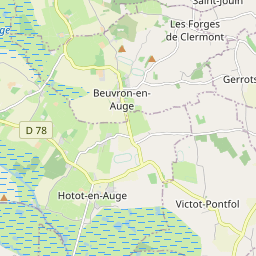 Saint-Jouin
Les Forges
de Clermont
Gerrots
Beuvron-en-
Auge
D 78
Hotot-en-Auge
Victot-Pontfol